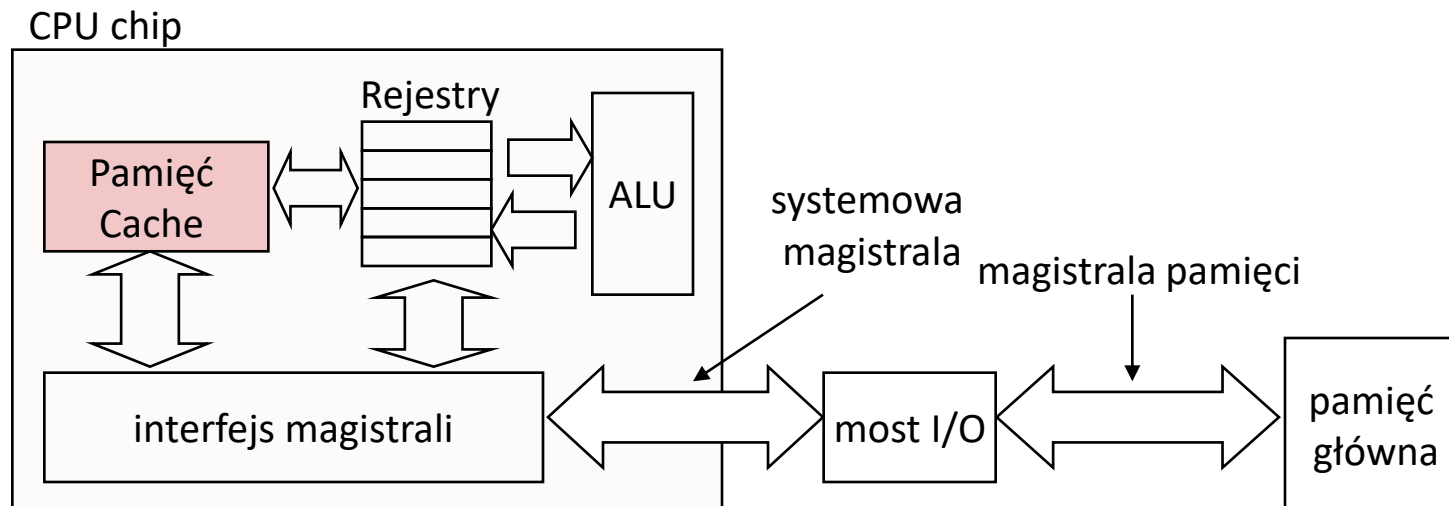 CPU chip
Rejestry
Pamięć
Cache
ALU
systemowa
magistrala
magistrala pamięci
interfejs magistrali
most I/O
pamięć
główna